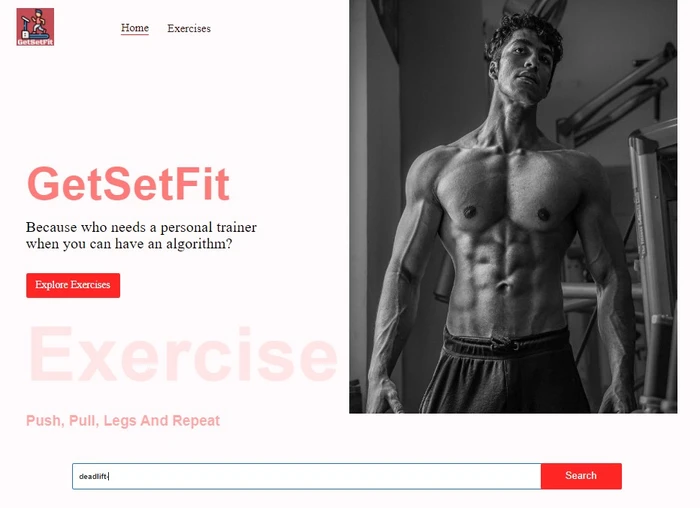 GetSetFit
Home
Exercises
GetSetFit
Because who needs a personal trainer
when you can have an algorithm?
Explore Exercises
Exercise
Push, Pull, Legs And Repeat
deadlift
Search